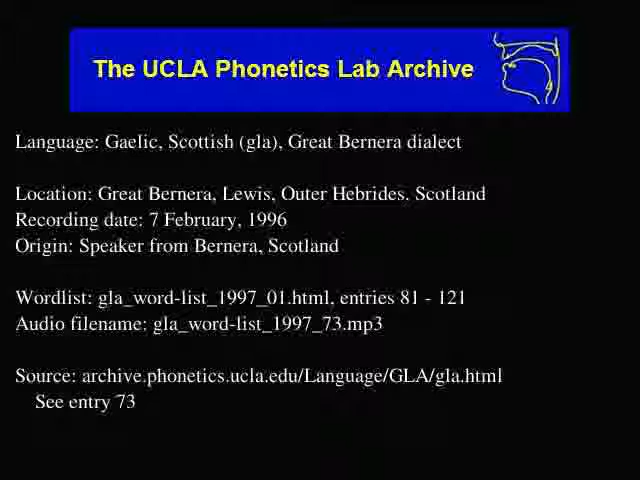 The UCLA Phonetics Lab Archive
Language: Gaelic, Scottish (gla), Great Bernera dialect
Location: Great Bernera, Lewis, Outer Hebrides. Scotland
Recording date: 7 February, 1996
Origin: Speaker from Bernera, Scotland
Wordlist: gla_word-list_1997_01.html, entries 81 - 121
Audio filename: gla_word-list_1997_73.mp3
Source: archive.phonetics.ucla.edu/Language/GLA/gla.html
See entry 73